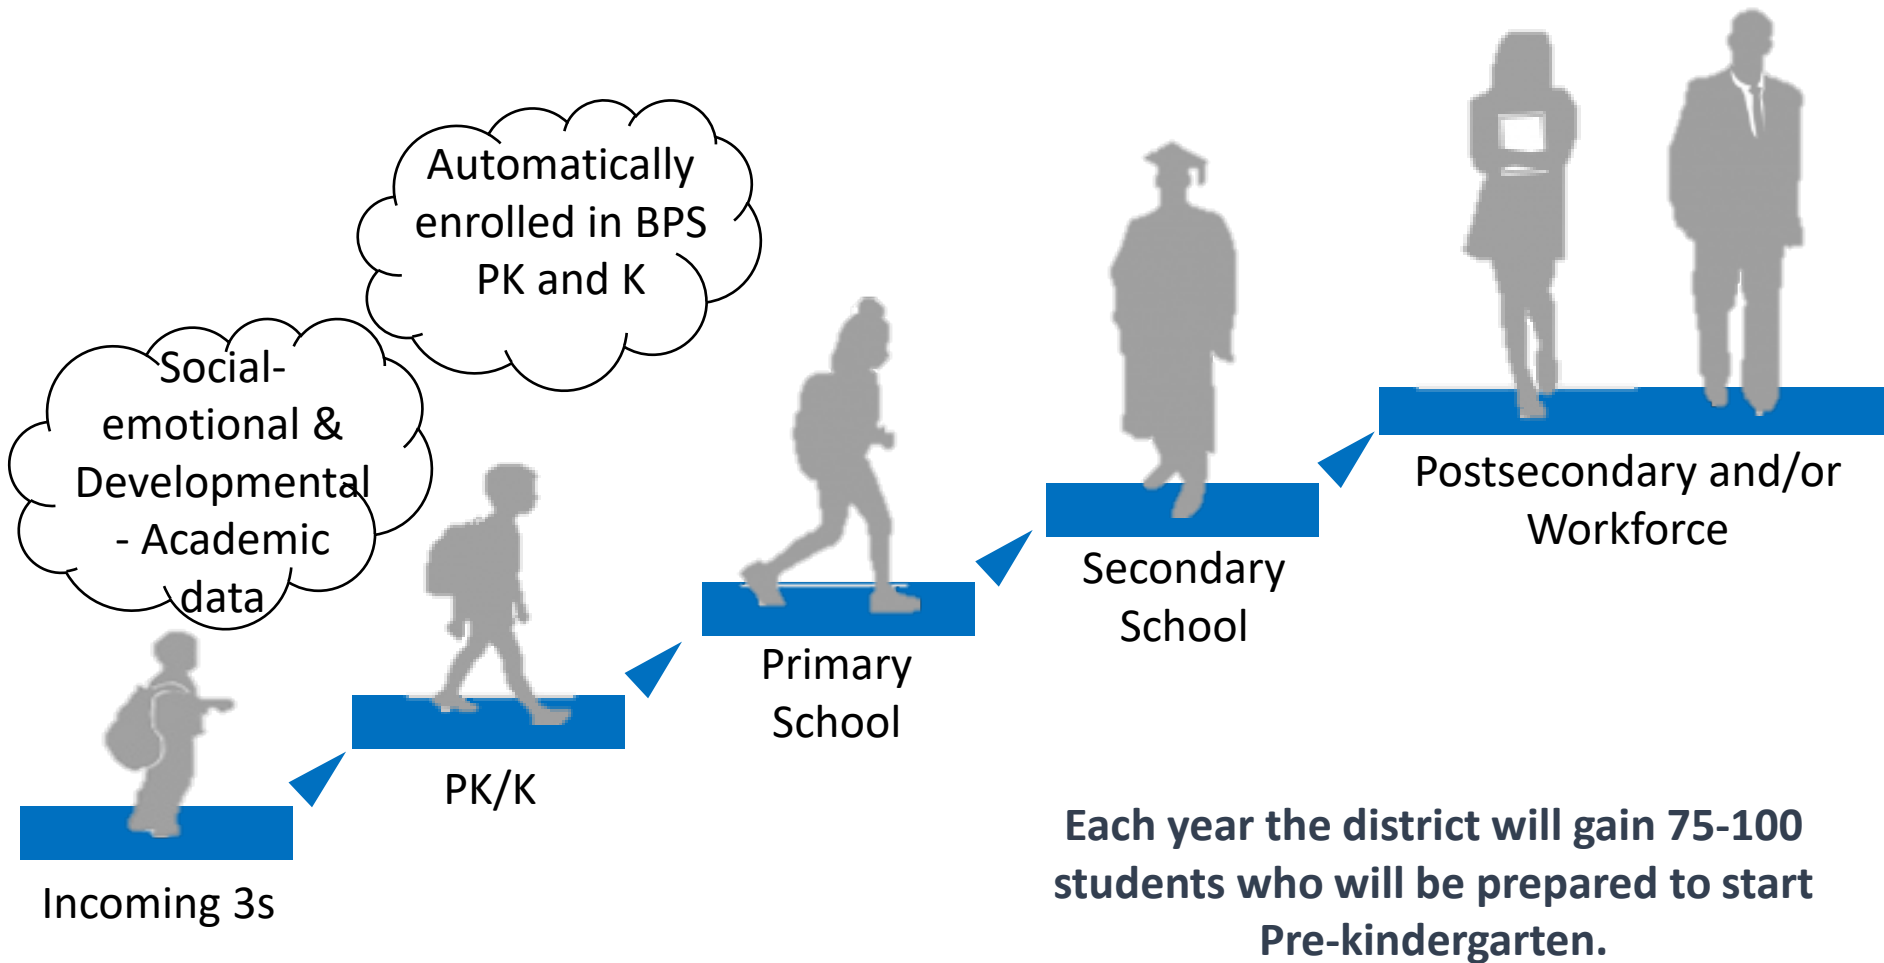 Automatically
enrolled in BPS
PK and K
Social-
emotional &
Developmental
- Academic
data
Incoming 3s
PK/K
Primary
School
Secondary
School
Postsecondary and/or
Workforce
Each year the district will gain 75-100
students who will be prepared to start
Pre-kindergarten.